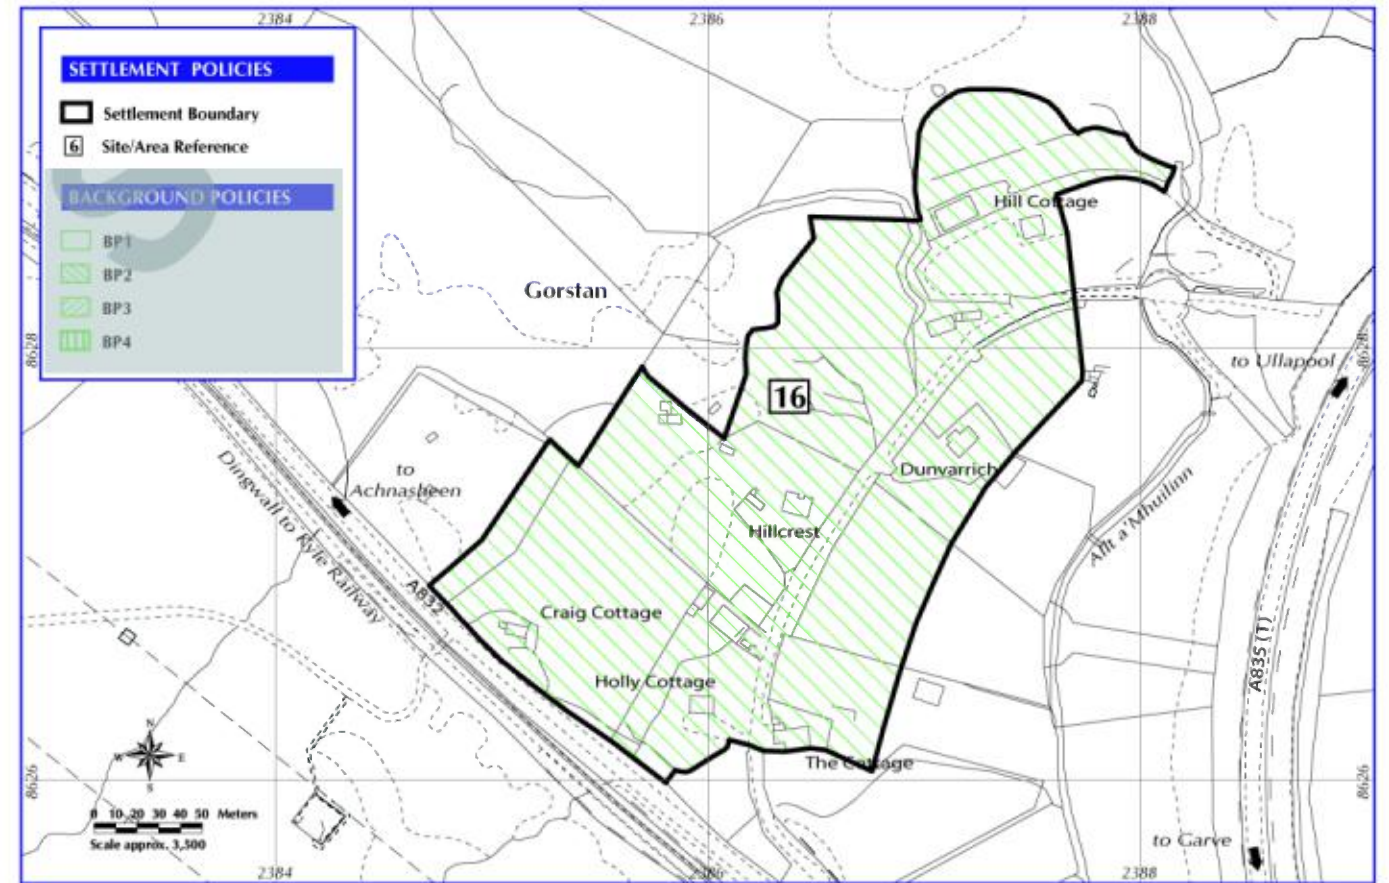 2384
2386
2388
SETTLEMENT POLICIES
Settlement Boundary
6 Site/Area Reference
BACKGROUND POLICIES
BP1
BP2
BP3
BP4
S
Hill Cottage
Gorstan
8628
8628
to Ullapool
16
to
Achnasheen
Dunvarrich
Dingwall to Kyle Railway
Hillcrest
Allt a'Mhuilinn
A832
Craig Cottage
A835 (T)
Holly Cottage
N
W E
S
The Cottage
8626
8626
0 10 20 30 40 50 Meters
Scale approx. 3,500
to Garve
2384
2386
2388